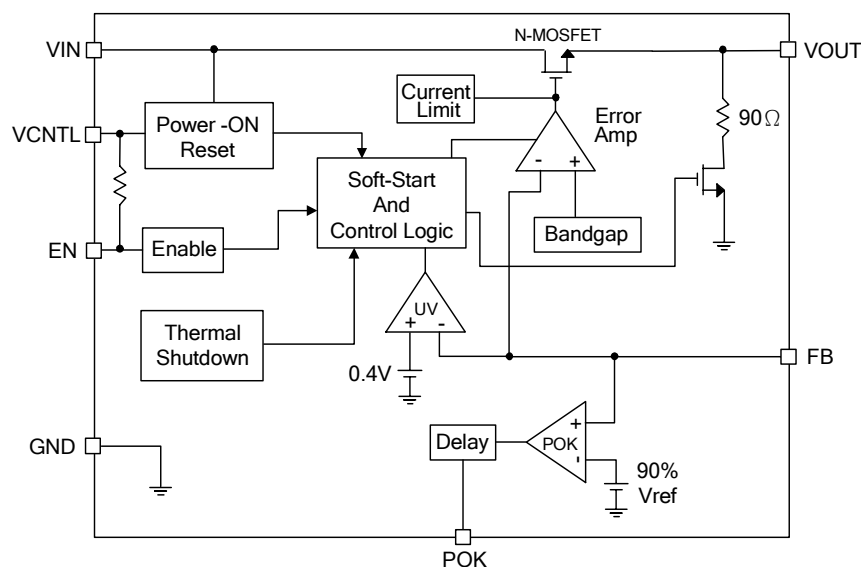 N-MOSFET
VIN
VOUT
Current
Limit
Error
Amp
90Ω
VCNTL
Power -ON
Reset
- +
Soft-Start
And
Control Logic
Bandgap
EN
Enable
UV
+ -
Thermal
Shutdown
0.4V
FB
GND
Delay
+
POK
-
90%
Vref
POK